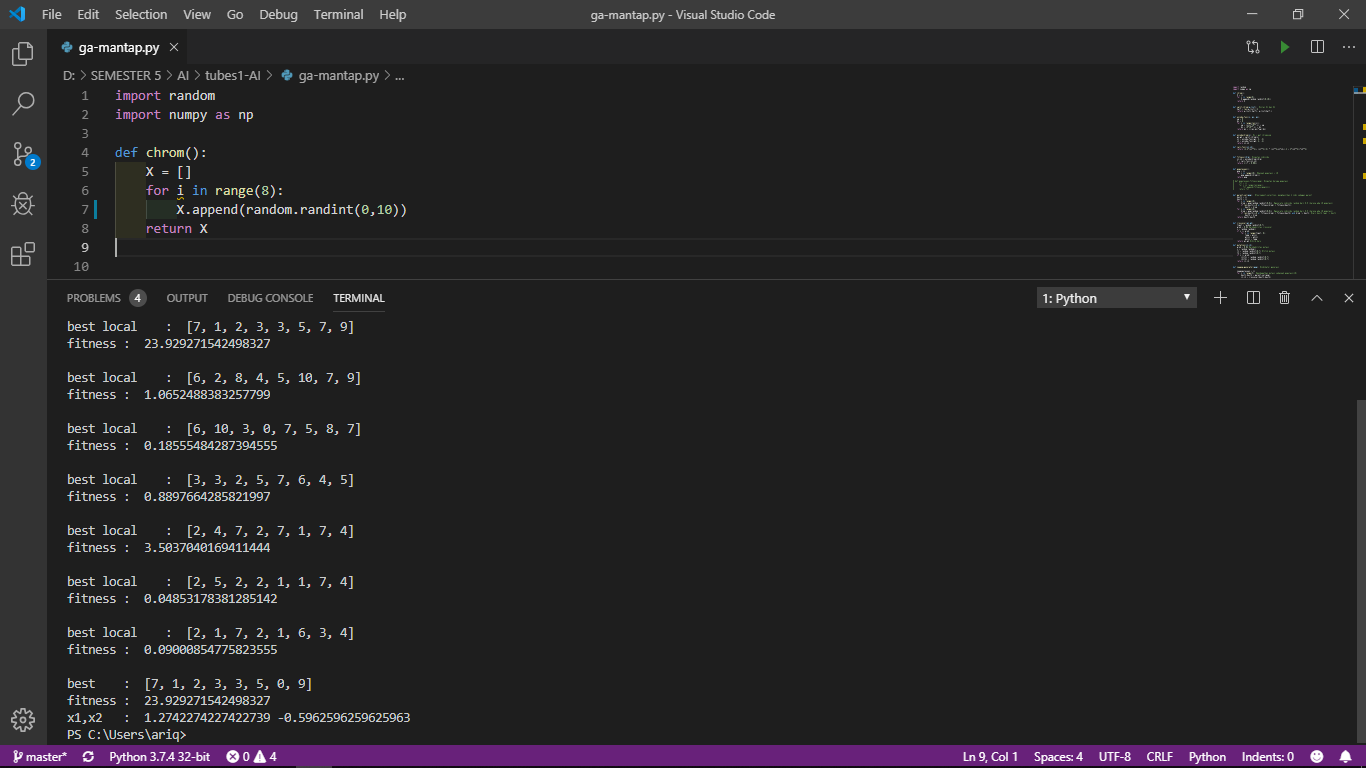 File Edit Selection View Go Debug Terminal Help ga-mantap.py - Visual Studio Code
ga-mantap.py
D: > SEMESTER 5 > AI > tubes1-AI > ga-mantap.py > ...
1 import random
2 import numpy as np
3
4 def chrom():
5 X = []
6 for i in range(8):
7 X.append(random.randint(0,10))
8 return X
9
10
2
PROBLEMS 4 OUTPUT DEBUG CONSOLE TERMINAL 1: Python
best local : [7, 1, 2, 3, 3, 5, 7, 9]
fitness : 23.929271542498327
best local : [6, 2, 8, 4, 5, 10, 7, 9]
fitness : 1.0652488383257799
best local : [6, 10, 3, 0, 7, 5, 8, 7]
fitness : 0.18555484287394555
best local : [3, 3, 2, 5, 7, 6, 4, 5]
fitness : 0.8897664285821997
best local : [2, 4, 7, 2, 7, 1, 7, 4]
fitness : 3.5037040169411444
best local : [2, 5, 2, 2, 1, 1, 7, 4]
fitness : 0.04853178381285142
best local : [2, 1, 7, 2, 1, 6, 3, 4]
fitness : 0.09000854775823555
best : [7, 1, 2, 3, 3, 5, 0, 9]
fitness : 23.929271542498327
x1,x2 : 1.2742274227422739 -0.5962596259625963
PS C:\Users\ariq>
master* Python 3.7.4 32-bit 0 4 Ln 9, Col 1 Spaces: 4 UTF-8 CRLF Python Indents: 0